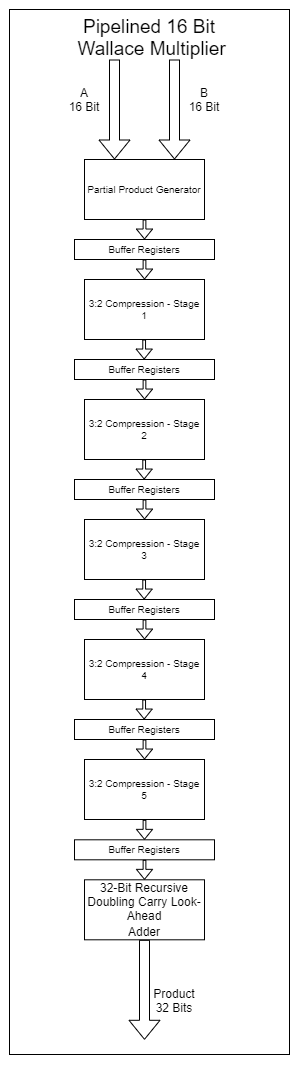 Pipelined 16 Bit
Wallace Multiplier
A
16 Bit
B
16 Bit
Partial Product Generator
Buffer Registers
3:2 Compression - Stage
1
Buffer Registers
3:2 Compression - Stage
2
Buffer Registers
3:2 Compression - Stage
3
Buffer Registers
3:2 Compression - Stage
4
Buffer Registers
3:2 Compression - Stage
5
Buffer Registers
32-Bit Recursive
Doubling Carry Look-
Ahead
Adder
Product
32 Bits